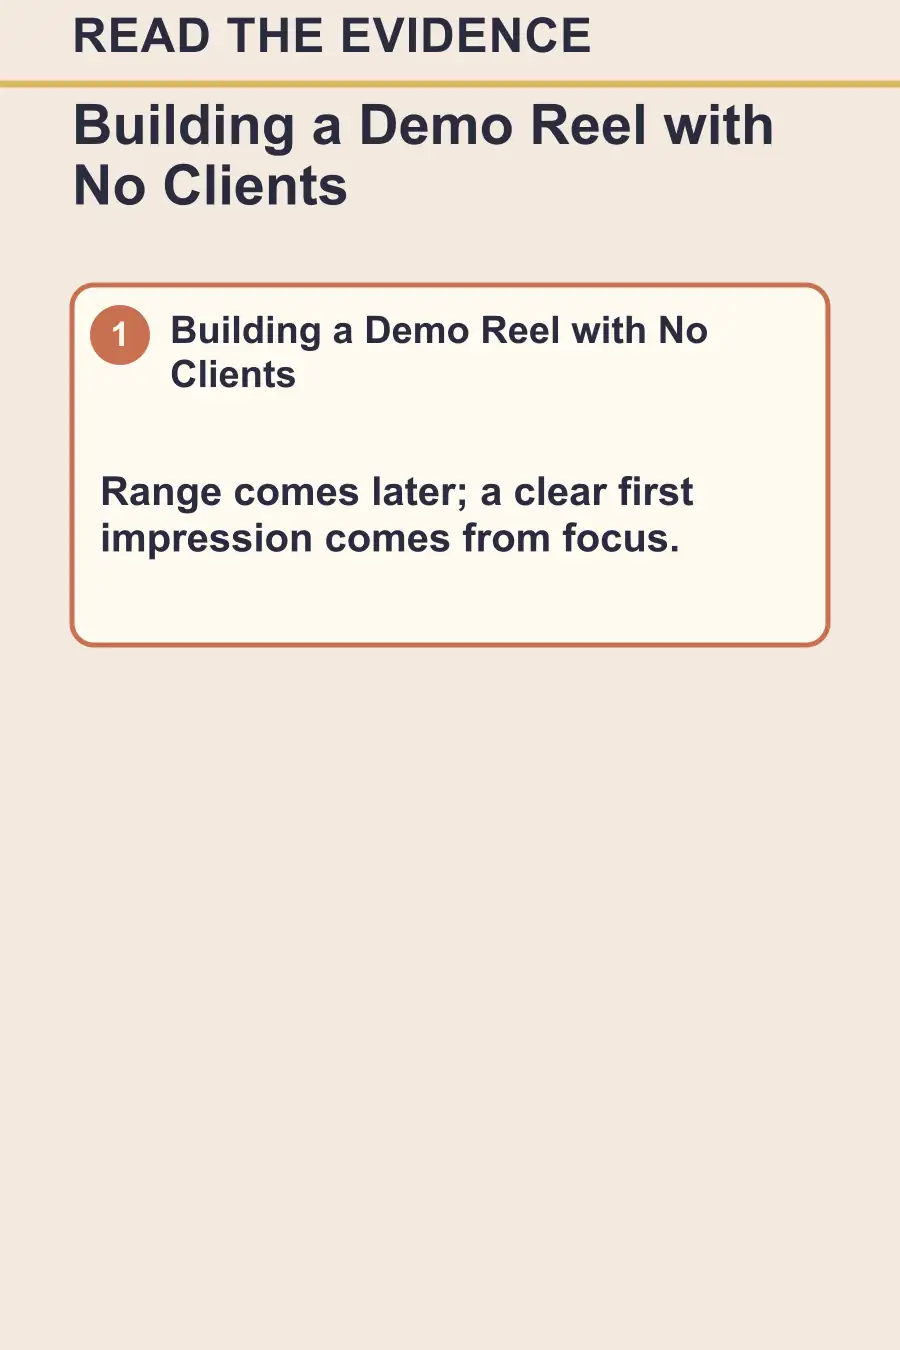 READ THE EVIDENCE
Building a Demo Reel with
No Clients
1
Building a Demo Reel with No
Clients
Range comes later; a clear first
impression comes from focus.